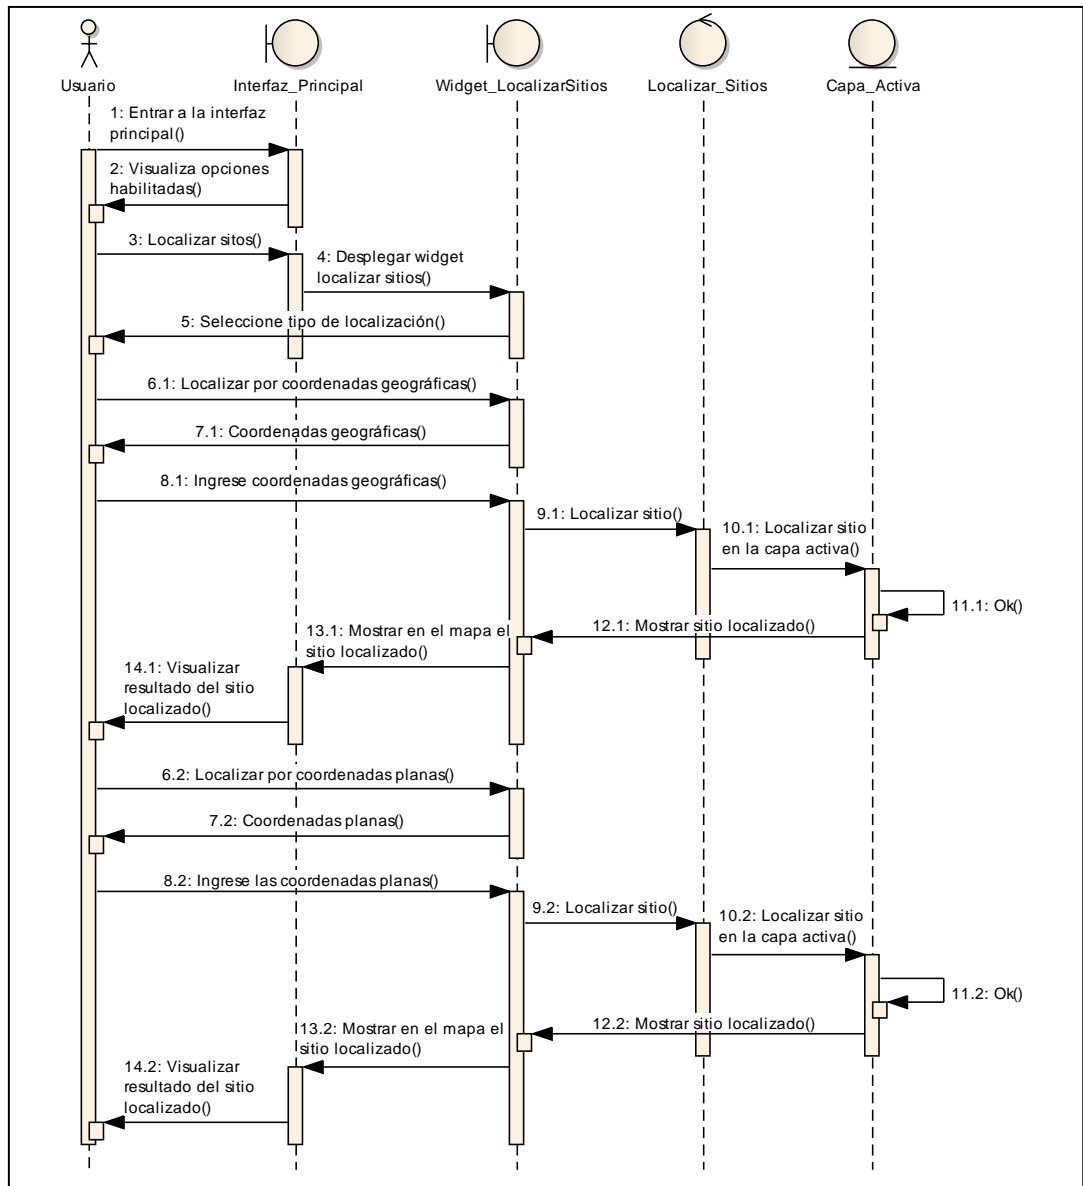 Usuario
Interfaz_Principal
Widget_LocalizarSitios
Localizar_Sitios
Capa_Activa
1: Entrar a la interfaz
principal()
2: Visualiza opciones
habilitadas()
3: Localizar sitos()
4: Desplegar widget
localizar sitios()
5: Seleccione tipo de localización()
6.1: Localizar por coordenadas geográficas()
7.1: Coordenadas geográficas()
8.1: Ingrese coordenadas geográficas()
9.1: Localizar sitio()
10.1: Localizar sitio
en la capa activa()
11.1: Ok()
12.1: Mostrar sitio localizado()
13.1: Mostrar en el mapa el
sitio localizado()
14.1: Visualizar
resultado del sitio
localizado()
6.2: Localizar por coordenadas planas()
7.2: Coordenadas planas()
8.2: Ingrese las coordenadas planas()
9.2: Localizar sitio()
10.2: Localizar sitio
en la capa activa()
11.2: Ok()
12.2: Mostrar sitio localizado()
13.2: Mostrar en el mapa el
sitio localizado()
14.2: Visualizar
resultado del sitio
localizado()